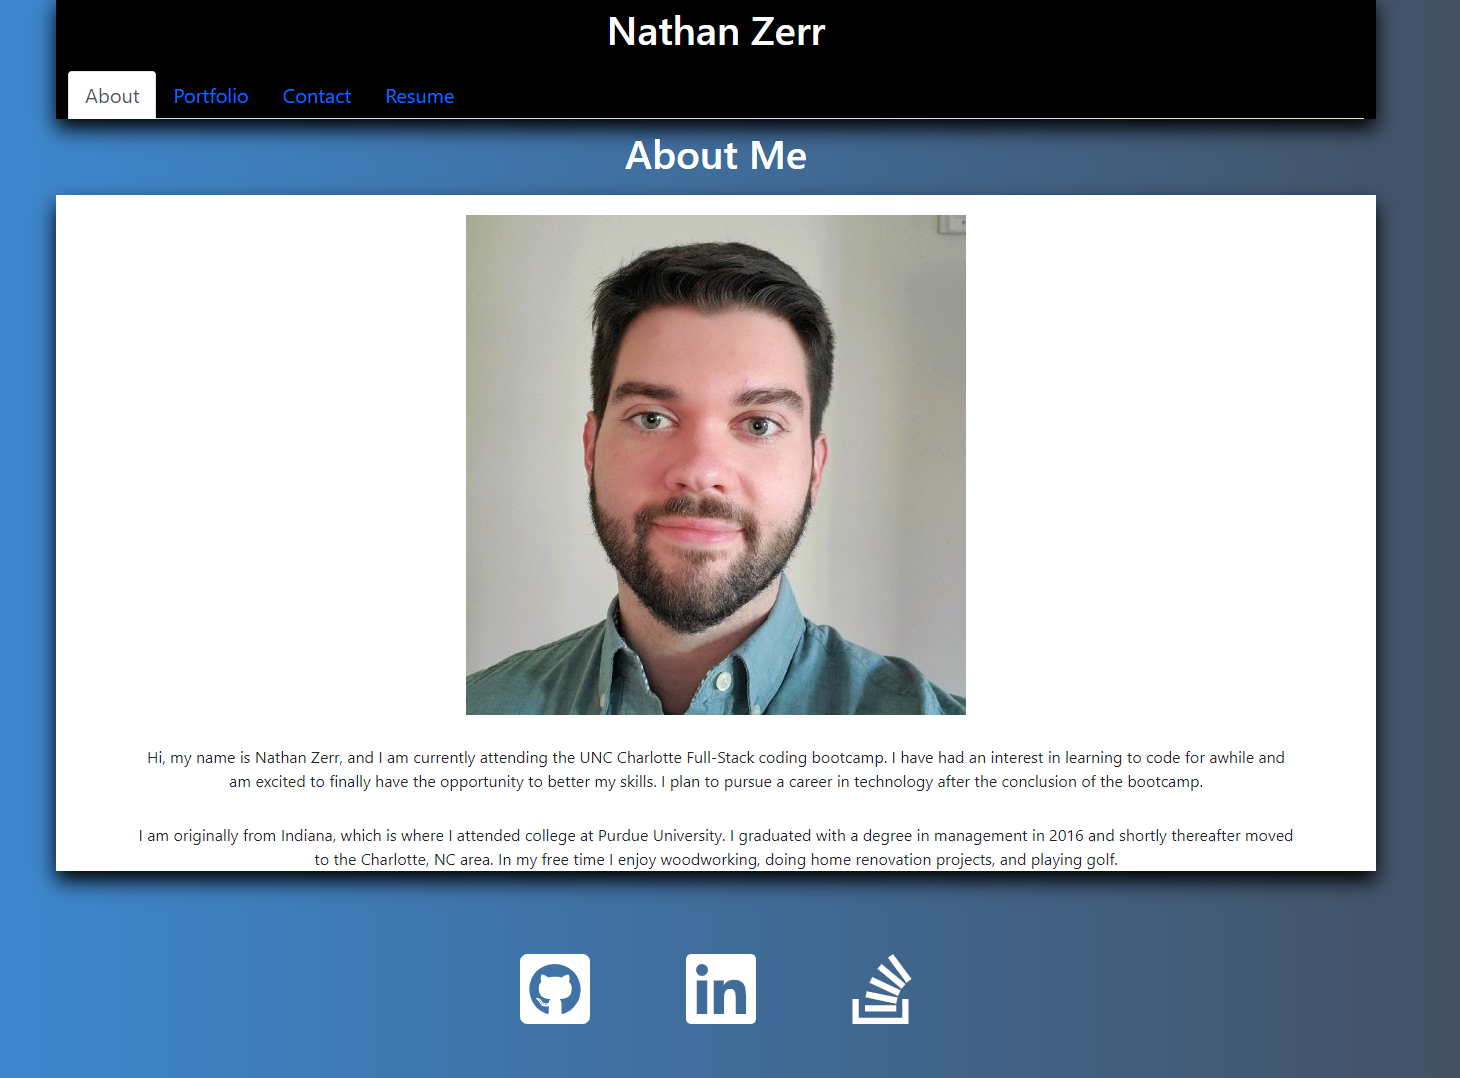 Nathan Zerr
About Portfolio Contact Resume
About Me
Hi, my name is Nathan Zerr, and I am currently attending the UNC Charlotte Full-Stack coding bootcamp. I have had an interest in learning to code for awhile and
am excited to finally have the opportunity to better my skills. I plan to pursue a career in technology after the conclusion of the bootcamp.
I am originally from Indiana, which is where I attended college at Purdue University. I graduated with a degree in management in 2016 and shortly thereafter moved
to the Charlotte, NC area. In my free time I enjoy woodworking, doing home renovation projects, and playing golf.
in